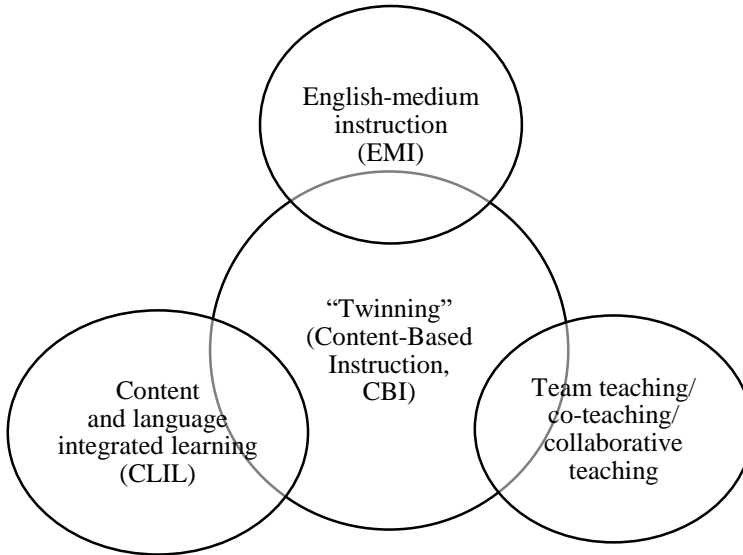 English-medium
instruction
(EMI)
“Twinning”
(Content-Based
Instruction,
CBI)
Content
and language
integrated learning
(CLIL)
Team teaching/
co-teaching/
collaborative
teaching